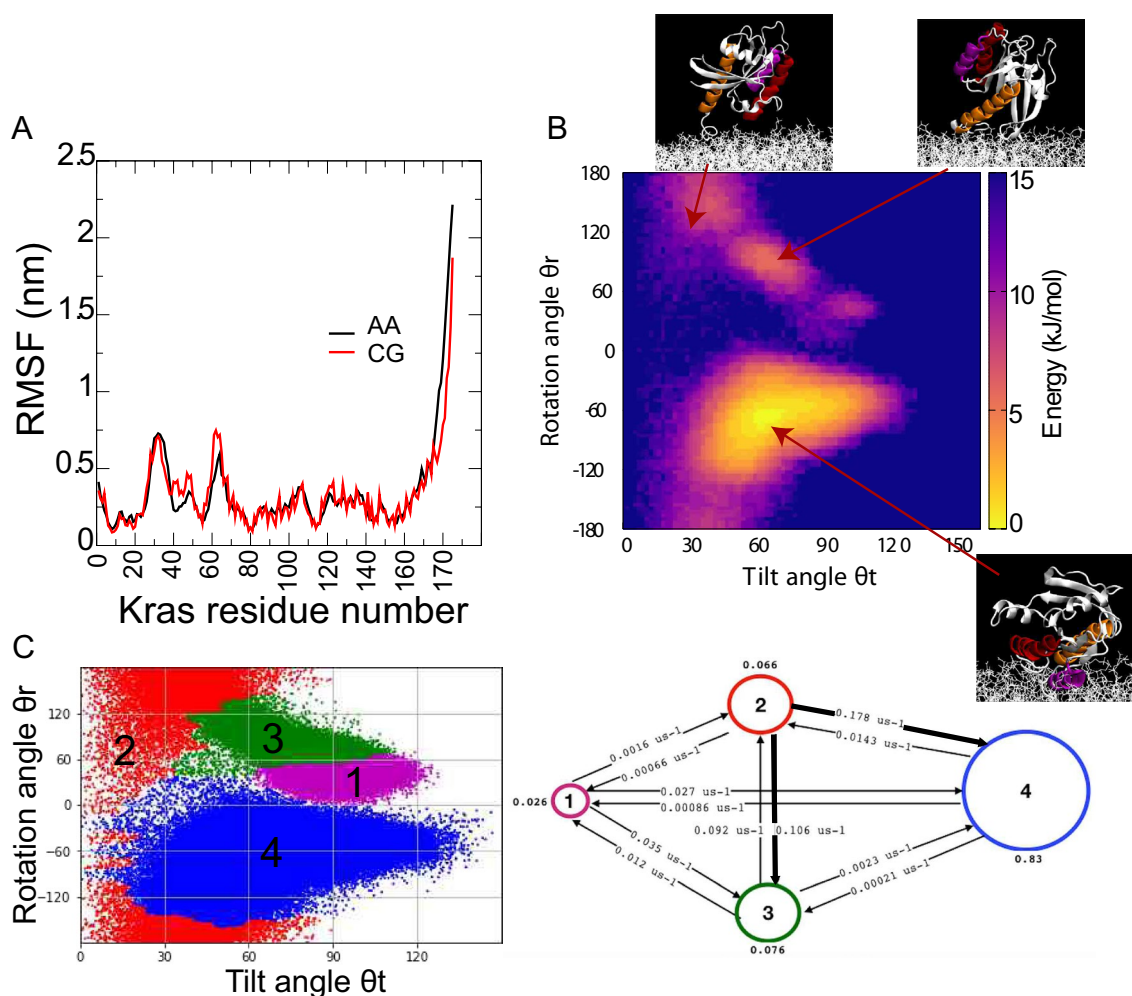 A
2.5
2
1.5
1
0.5
0
RMSF (nm)
AA
CG
0
20
40
60
80
100
120
140
160
170
Kras residue number
B
180
120
60
0
-60
-120
-180
Rotation angle θr
0
30
60
90
120
150
Tilt angle θt
15
10
5
0
Energy (kJ/mol)
C
120
60
0
−60
−120
Rotation angle θr
2
3
1
4
0
30
60
90
120
Tilt angle θt
0.066
2
0.178 us-1
0.0143 us-1
0.0016 us-1
0.00066 us-1
0.026
1
0.027 us-1
0.00086 us-1
4
0.83
0.092 us-1
0.106 us-1
0.035 us-1
0.012 us-1
0.0023 us-1
0.00021 us-1
3
0.076